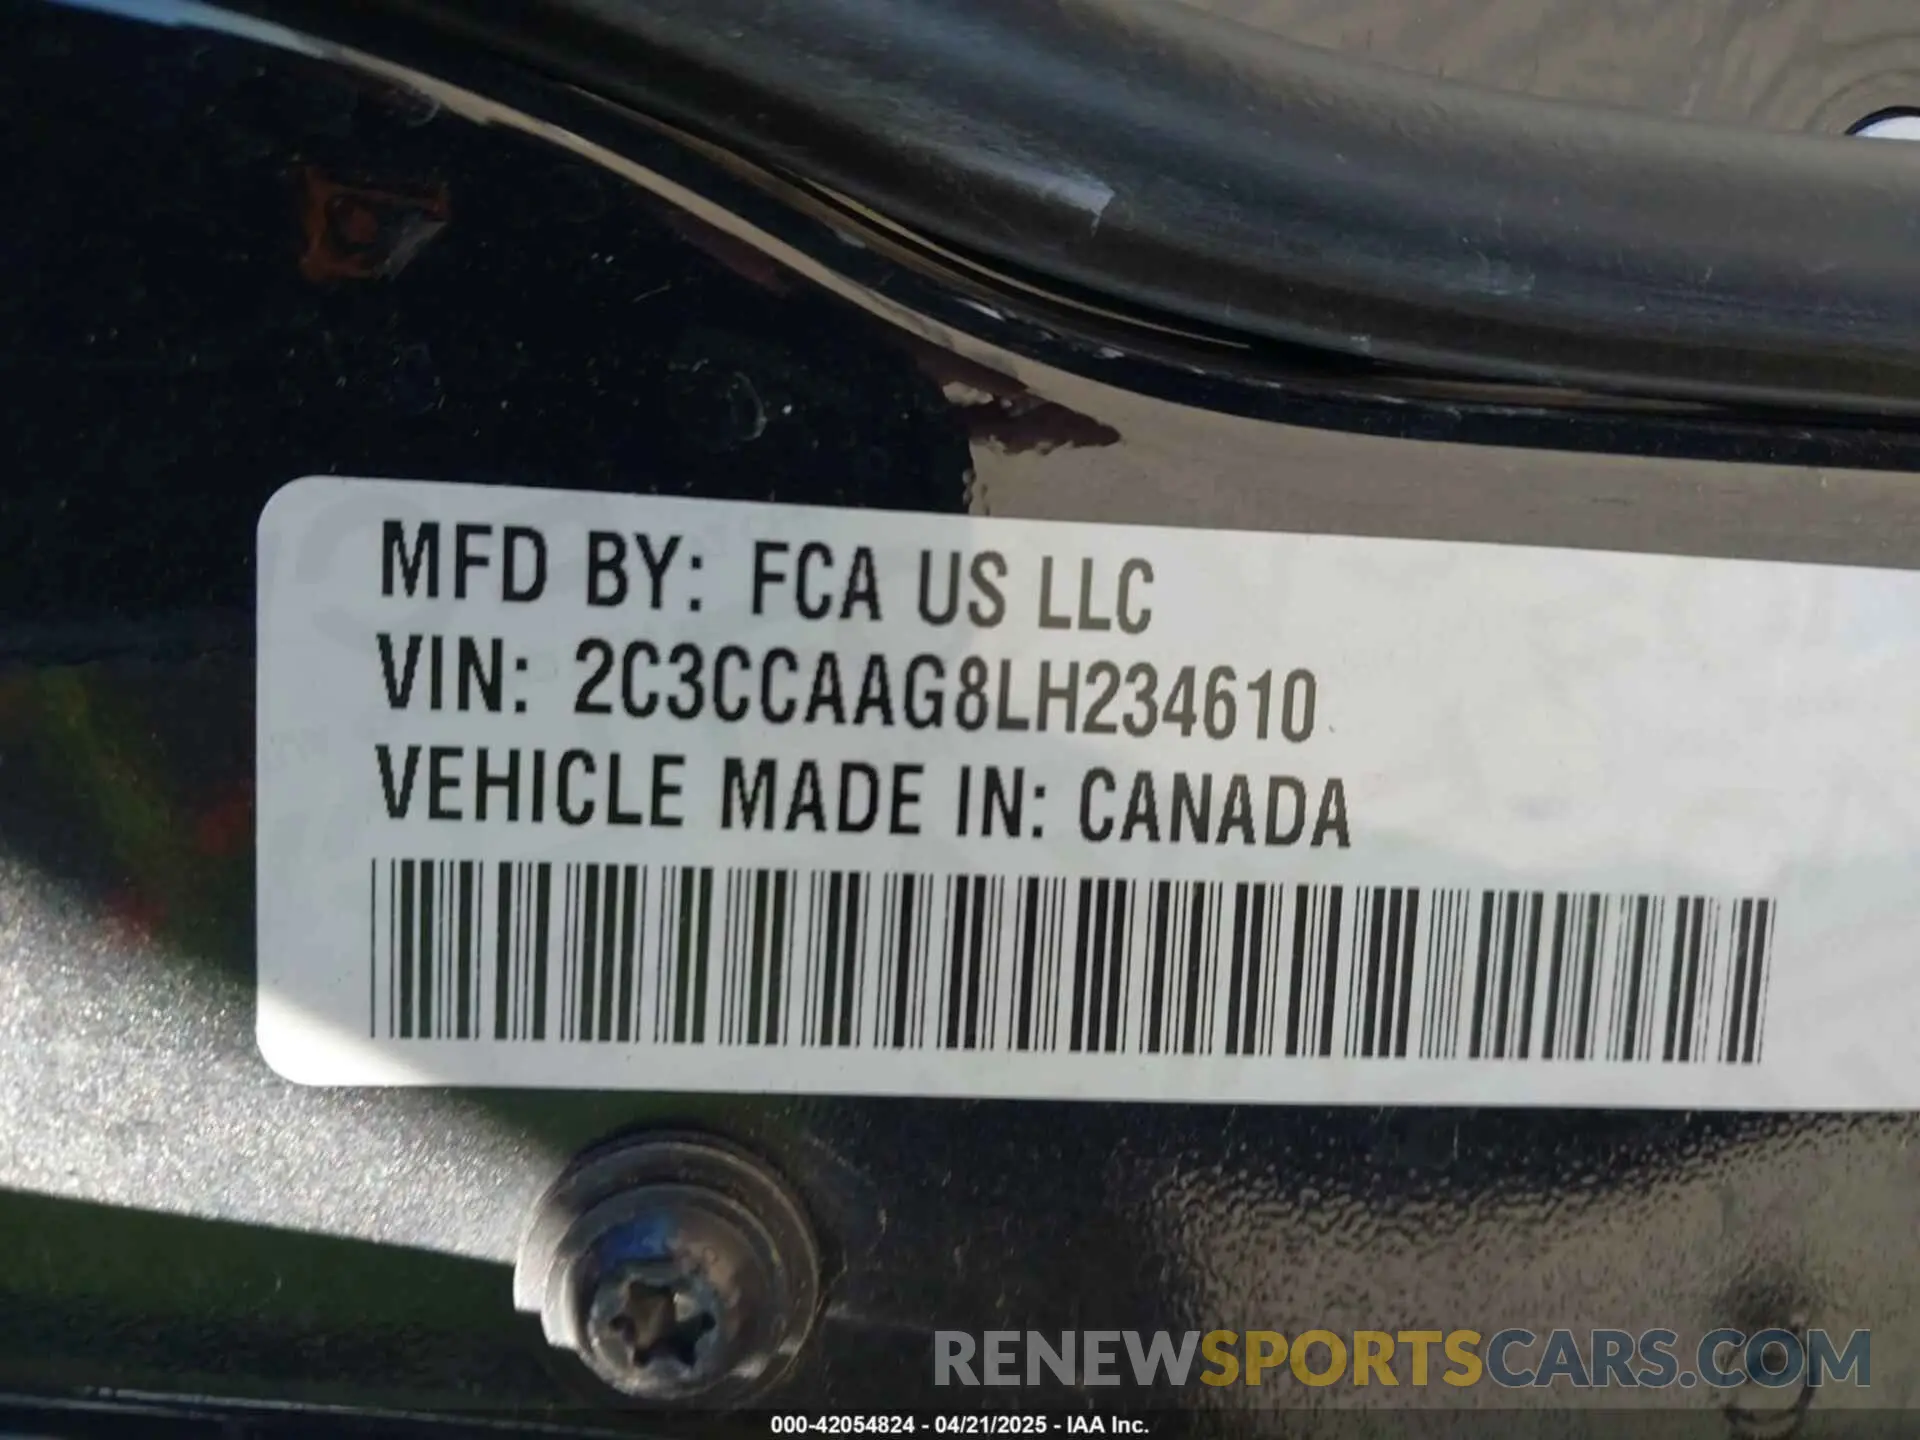 MFD BY: FCA US LLC
VIN: 2C3CCAAG8LH234610
VEHICLE MADE IN: CANADA
RENEWSPORTSCARS.COM
000-42054824 - 04/21/2025 - IAA Inc.